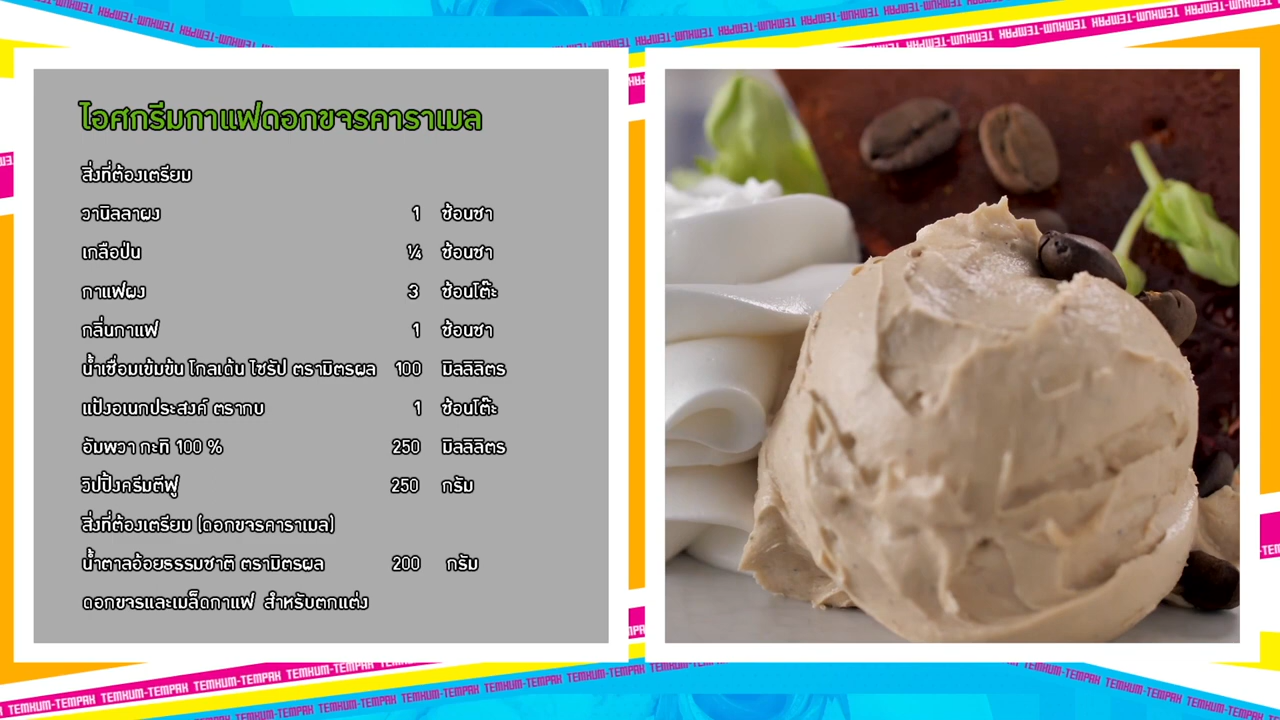 ไอศกรีมกาแฟดอกขจรคาราเมล
สิ่งที่ต้องเตรียม
วานิลลาผง 1 ช้อนชา
เกลือป่น ¼ ช้อนชา
กาแฟผง 3 ช้อนโต๊ะ
กลิ่นกาแฟ 1 ช้อนชา
น้ำเชื่อมเข้มข้น โกลเด้น ไซรัป ตรามิตรผล 100 มิลลิลิตร
แป้งอเนกประสงค์ ตรากบ 1 ช้อนโต๊ะ
อัมพวา กะทิ 100 % 250 มิลลิลิตร
วิปปิ้งครีมตีฟู 250 กรัม
สิ่งที่ต้องเตรียม (ดอกขจรคาราเมล)
น้ำตาลอ้อยธรรมชาติ ตรามิตรผล 200 กรัม
ดอกขจรและเมล็ดกาแฟ สำหรับตกแต่ง
TEMKUM-TEMPAK TEMKUM-TEMPAK TEMKUM-TEMPAK TEMKUM-TEMPAK TEMKUM-TEMPAK TEMKUM-TEMPAK